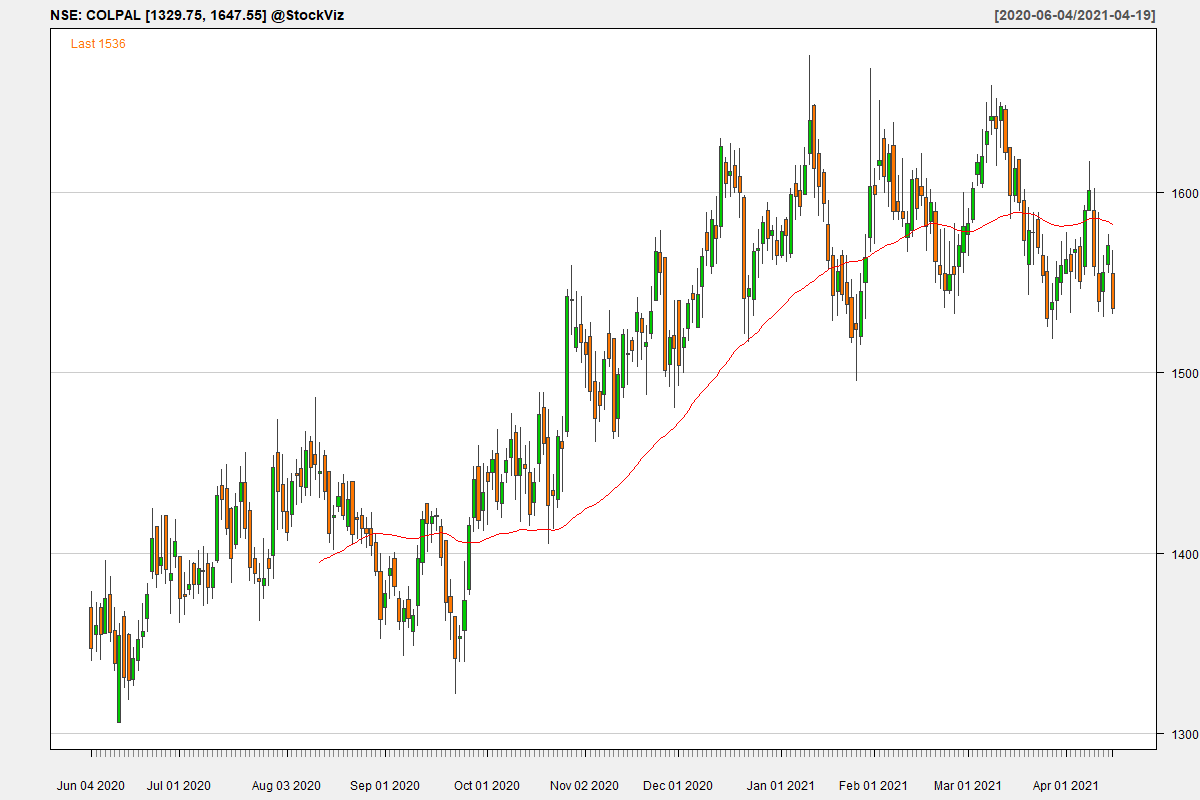 NSE: COLPAL [1329.75, 1647.55] @StockViz
[2020-06-04/2021-04-19]
Last 1536
1600
1500
1400
1300
Jun 04 2020
Jul 01 2020
Aug 03 2020
Sep 01 2020
Oct 01 2020
Nov 02 2020
Dec 01 2020
Jan 01 2021
Feb 01 2021
Mar 01 2021
Apr 01 2021